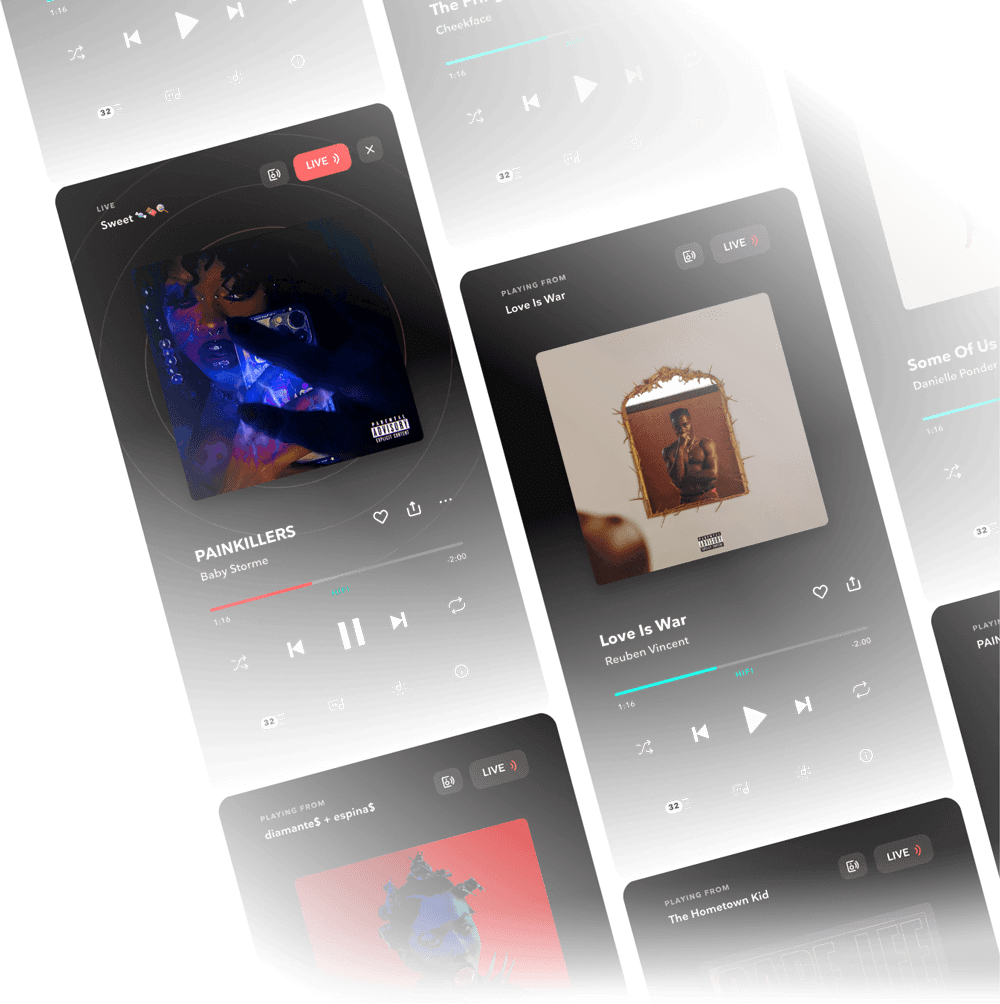 1:16
32
The
Cheekface
1:16
32
LIVE
LIVE
Sweet
PARENTAL
ADVISORY
EXPLICIT CONTENT
PAINKILLERS
Baby Storme
1:16
HIFI
-2:00
32
LIVE
PLAYING FROM
Love Is War
PARENTAL
ADVISORY
EXPLICIT CONTENT
Love Is War
Reuben Vincent
1:16
HIFI
-2:00
32
Some Of Us
Danielle Ponder
1:16
32
LIVE
PLAYING FROM
diamante$ + espina$
LIVE
PLAYING FROM
The Hometown Kid